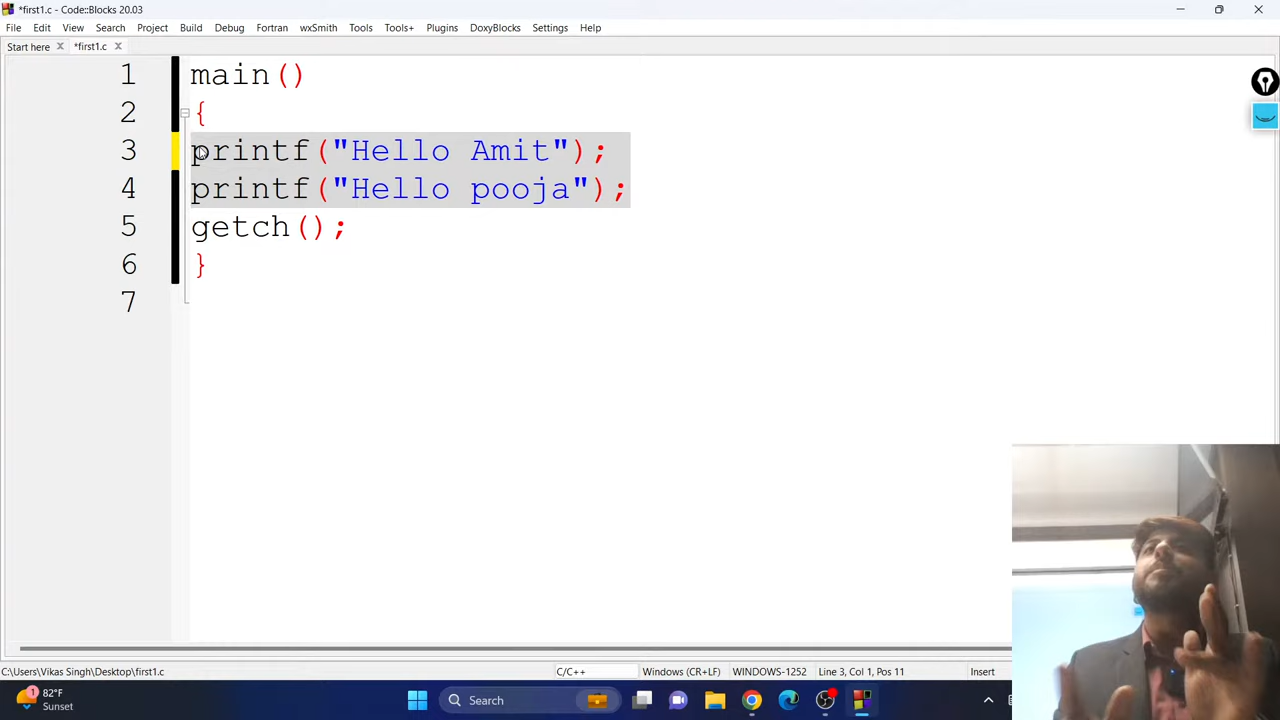 *first1.c - Code::Blocks 20.03
File Edit View Search Project Build Debug Fortran wxSmith Tools Tools+ Plugins DoxyBlocks Settings Help
Start here *first1.c
1 main()
2 {
3 printf("Hello Amit");
4 printf("Hello pooja");
5 getch();
6 }
7
C:\Users\Vikas Singh\Desktop\first1.c C/C++ Windows (CR+LF) WINDOWS-1252 Line 3, Col 1, Pos 11 Insert
1 82°F Search
Sunset